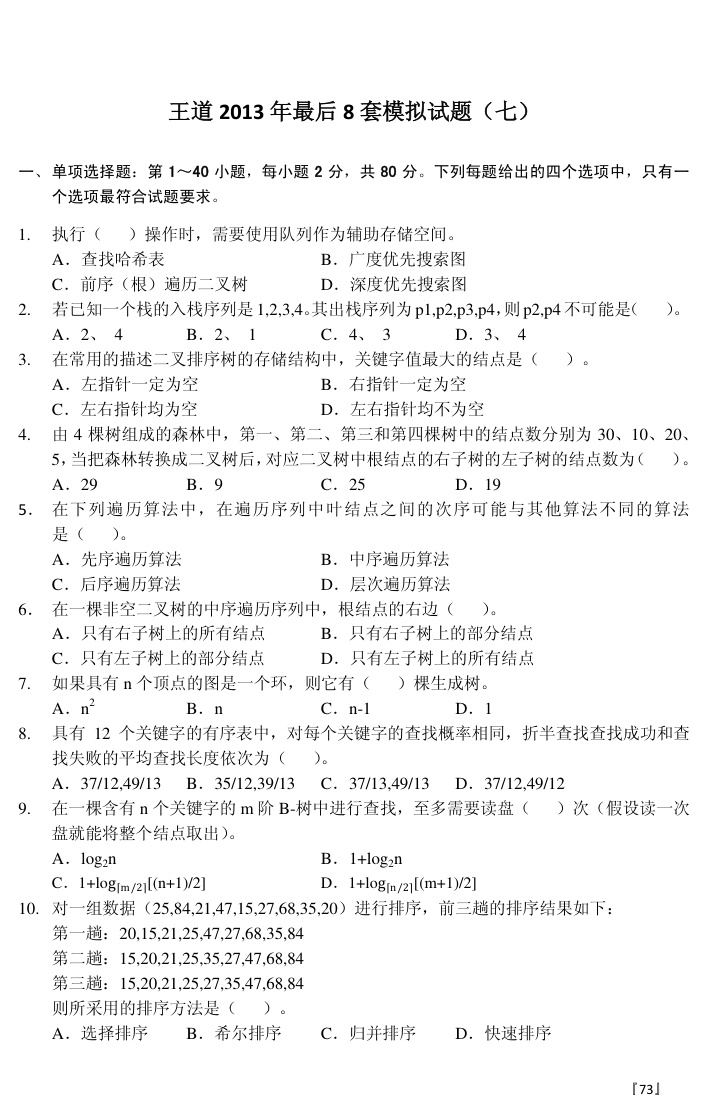 王道 2013 年最后 8 套模拟试题（七）
一、单项选择题：第 1～40 小题，每小题 2 分，共 80 分。下列每题给出的四个选项中，只有一
个选项最符合试题要求。
1. 执行（ ）操作时，需要使用队列作为辅助存储空间。
A．查找哈希表 B．广度优先搜索图
C．前序（根）遍历二叉树 D．深度优先搜索图
2. 若已知一个栈的入栈序列是 1,2,3,4。其出栈序列为 p1,p2,p3,p4，则 p2,p4 不可能是（ ）。
A．2、 4 B．2、 1 C．4、 3 D．3、 4
3. 在常用的描述二叉排序树的存储结构中，关键字值最大的结点是（ ）。
A．左指针一定为空 B．右指针一定为空
C．左右指针均为空 D．左右指针均不为空
4. 由 4 棵树组成的森林中，第一、第二、第三和第四棵树中的结点数分别为 30、10、20、
5，当把森林转换成二叉树后，对应二叉树中根结点的右子树的左子树的结点数为（ ）。
A．29 B．9 C．25 D．19
5. 在下列遍历算法中，在遍历序列中叶结点之间的次序可能与其他算法不同的算法
是（ ）。
A．先序遍历算法 B．中序遍历算法
C．后序遍历算法 D．层次遍历算法
6. 在一棵非空二叉树的中序遍历序列中，根结点的右边（ ）。
A．只有右子树上的所有结点 B．只有右子树上的部分结点
C．只有左子树上的部分结点 D．只有左子树上的所有结点
7. 如果具有 n 个顶点的图是一个环，则它有（ ）棵生成树。
A．n² B．n C．n-1 D．1
8. 具有 12 个关键字的有序表中，对每个关键字的查找概率相同，折半查找查找成功和查
找失败的平均查找长度依次为（ ）。
A．37/12,49/13 B．35/12,39/13 C．37/13,49/13 D．37/12,49/12
9. 在一棵含有 n 个关键字的 m 阶 B-树中进行查找，至多需要读盘（ ）次（假设读一次
盘就能将整个结点取出）。
A．log₂n B．1+log₂n
C．1+log⌈m/2⌉[(n+1)/2] D．1+log⌈n/2⌉[(m+1)/2]
10. 对一组数据（25,84,21,47,15,27,68,35,20）进行排序，前三趟的排序结果如下：
第一趟：20,15,21,25,47,27,68,35,84
第二趟：15,20,21,25,35,27,47,68,84
第三趟：15,20,21,25,27,35,47,68,84
则所采用的排序方法是（ ）。
A．选择排序 B．希尔排序 C．归并排序 D．快速排序
『73』